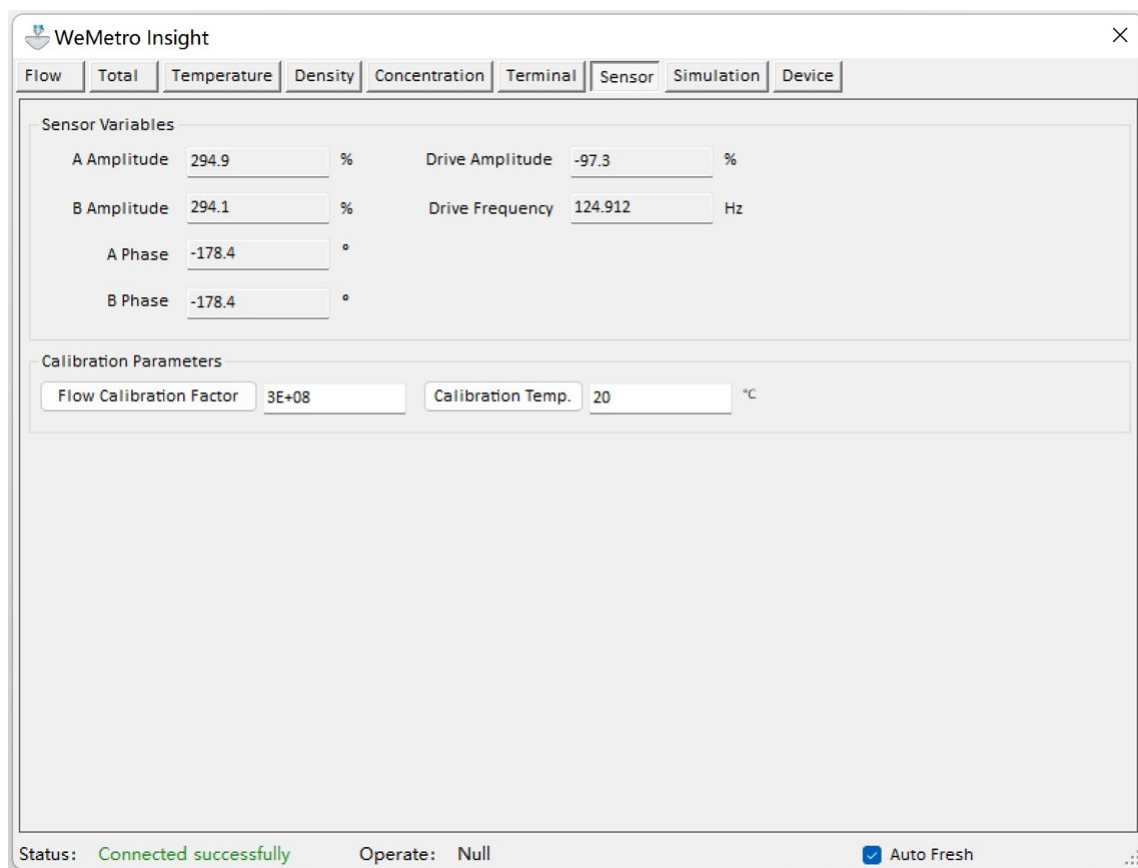 WeMetro Insight
Flow Total Temperature Density Concentration Terminal Sensor Simulation Device
Sensor Variables
A Amplitude 294.9 % Drive Amplitude -97.3 %
B Amplitude 294.1 % Drive Frequency 124.912 Hz
A Phase -178.4 °
B Phase -178.4 °
Calibration Parameters
Flow Calibration Factor 3E+08 Calibration Temp. 20 °C
Status: Connected successfully Operate: Null Auto Fresh